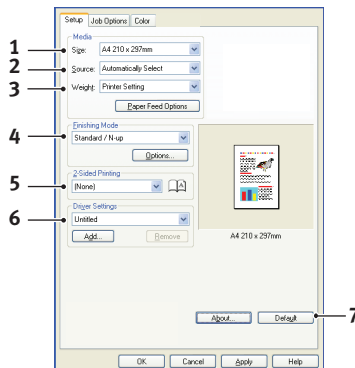 Setup Job Options Color
Media
1 Size: A4 210 x 297mm
2 Source: Automatically Select
3 Weight: Printer Setting
Paper Feed Options
Finishing Mode
4 Standard / N-up
Options...
2-Sided Printing
5 (None)
Driver Settings
6 Untitled
Add... Remove
A4 210 x 297mm
About... Default 7
OK Cancel Apply Help